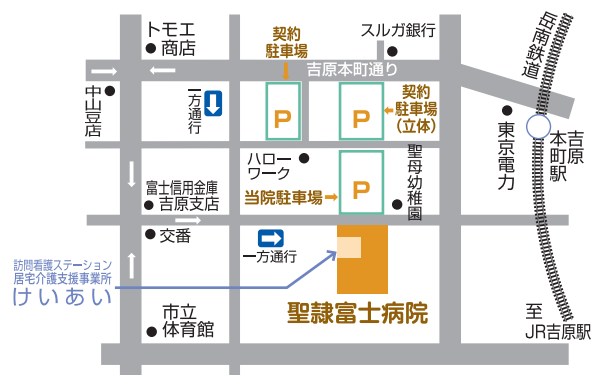 トモエ
商店
契約
駐車場
スルガ銀行
岳南鉄道
吉原本町通り
中山豆店
一方通行
P
P
契約
駐車場
(立体)
東京電力
吉原
本町駅
ハロー
ワーク
聖母幼稚園
富士信用金庫
吉原支店
当院駐車場
P
交番
一方通行
訪問看護ステーション
居宅介護支援事業所
けいあい
市立
体育館
聖隷富士病院
至
JR吉原駅